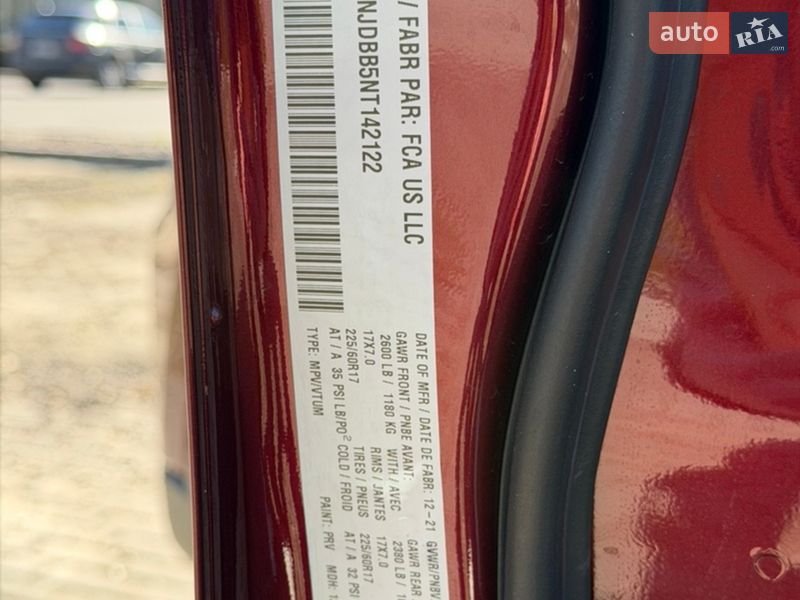 auto RIA .com
/ FABR PAR: FCA US LLC
NJDBB5NT142122
DATE OF MFR / DATE DE FABR: 12-21 GVWR/PNBV
GAWR FRONT / PNBE AVANT: GAWR REAR
2600 LB / 1180 KG WITH / AVEC 2380 LB /
17X7.0 RIMS / JANTES 17X7.0
225/60R17 TIRES / PNEUS 225/60R17
AT / A 35 PSI LB/PO² COLD / FROID AT / A 32 PSI
TYPE: MPV/VTUM PAINT: PRV MDH: